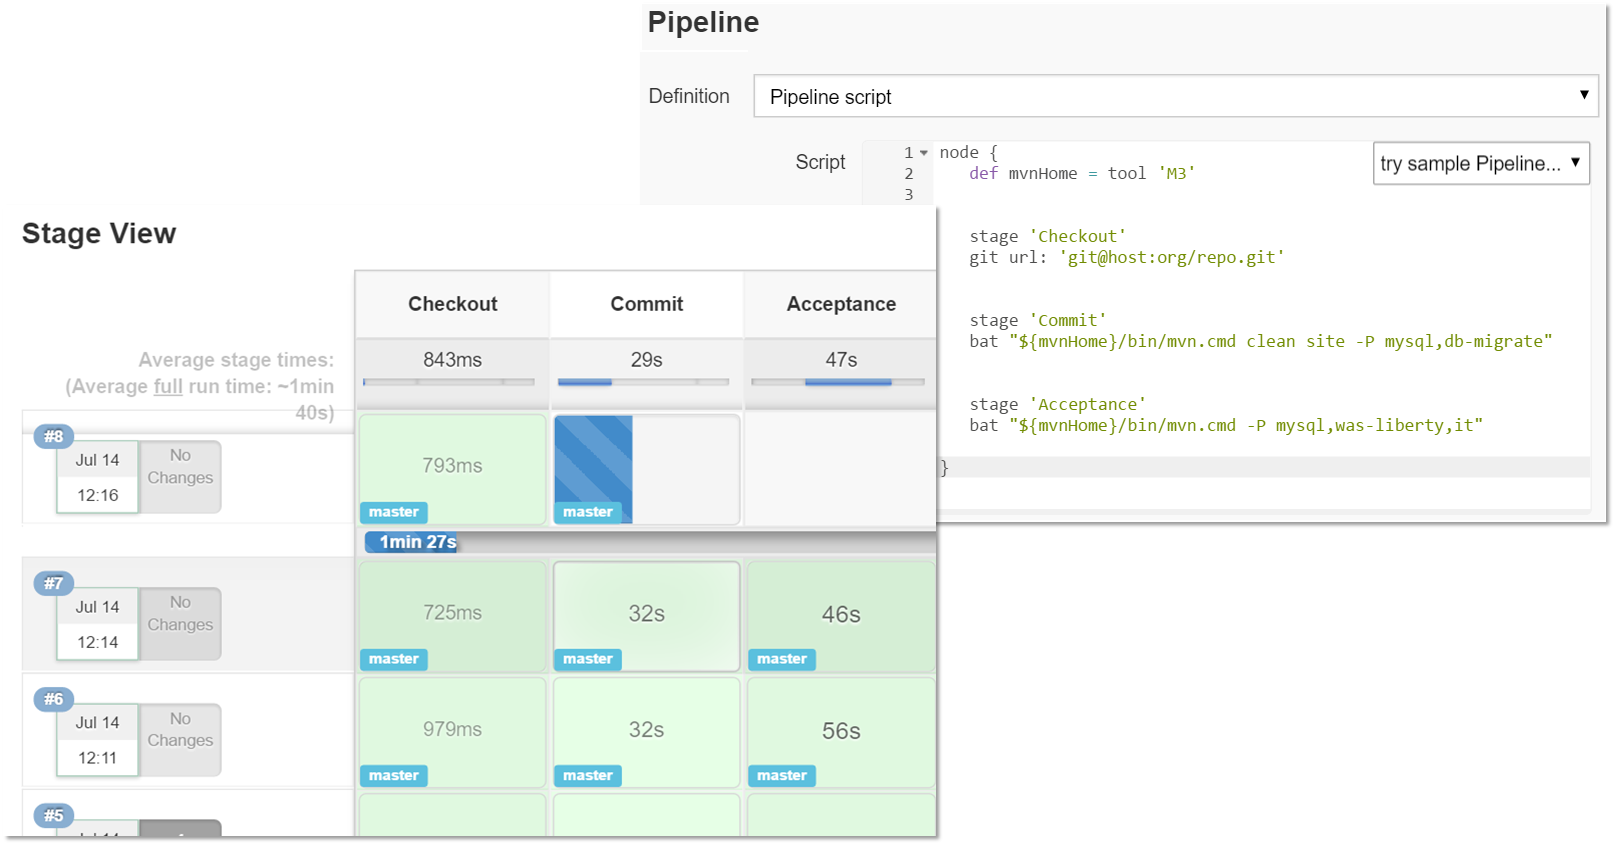 Pipeline
Definition
Pipeline script
Script
try sample Pipeline...
1 node {
2 def mvnHome = tool 'M3'
3
stage 'Checkout'
git url: 'git@host:org/repo.git'
stage 'Commit'
bat "${mvnHome}/bin/mvn.cmd clean site -P mysql,db-migrate"
stage 'Acceptance'
bat "${mvnHome}/bin/mvn.cmd -P mysql,was-liberty,it"
}
Stage View
Checkout Commit Acceptance
Average stage times:
(Average full run time: ~1min
40s)
843ms 29s 47s
#8
Jul 14
12:16
No
Changes
793ms
master
master
1min 27s
#7
Jul 14
12:14
No
Changes
725ms 32s 46s
master master master
#6
Jul 14
12:11
No
Changes
979ms 32s 56s
master master master
#5